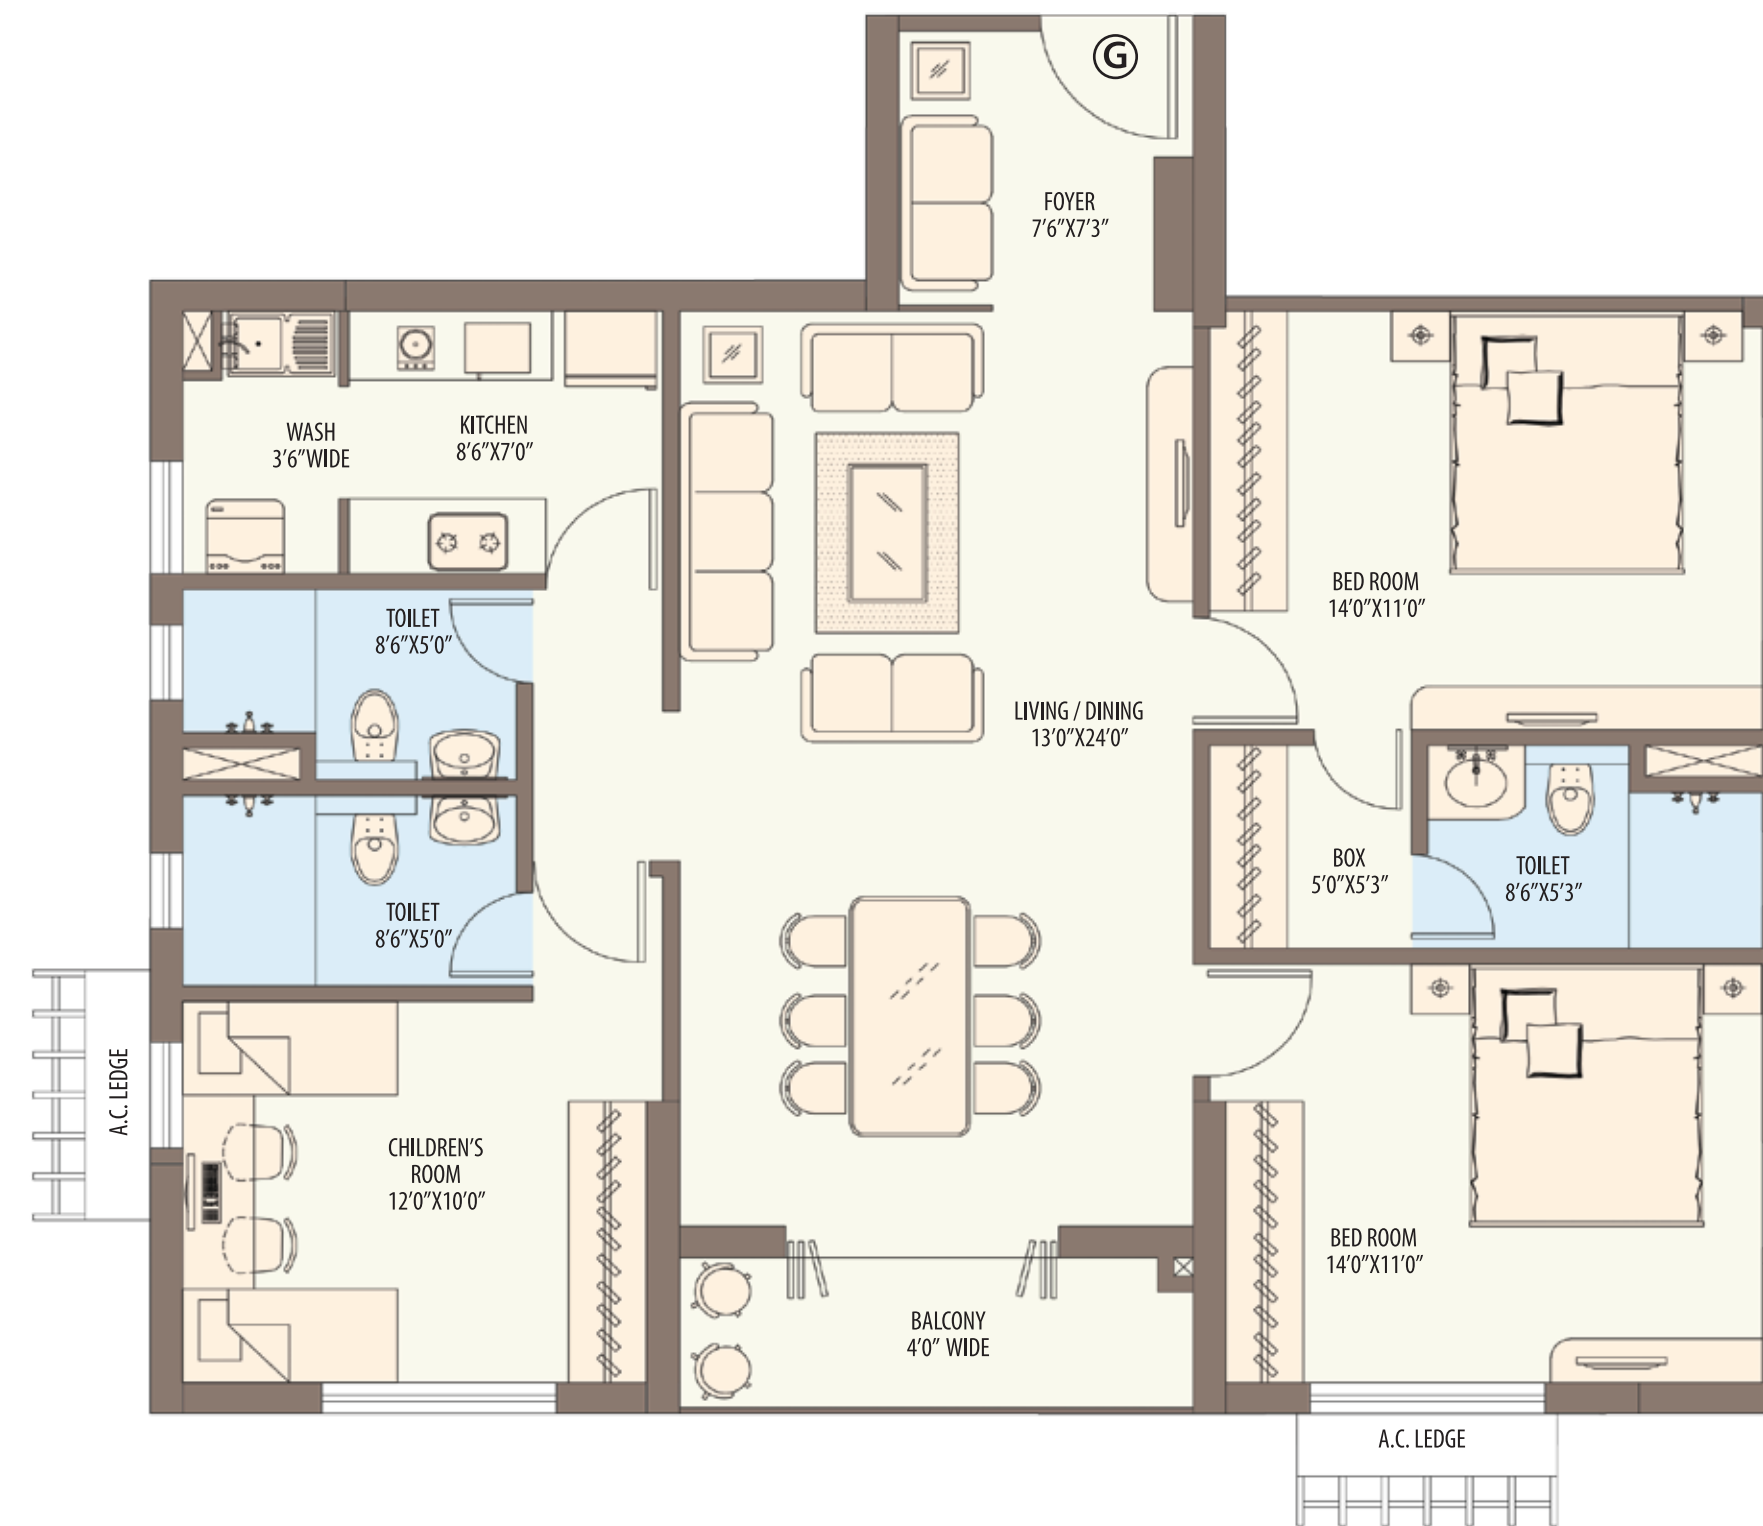 G
FOYER
7'6"X7'3"
WASH
3'6"WIDE
KITCHEN
8'6"X7'0"
BED ROOM
14'0"X11'0"
TOILET
8'6"X5'0"
LIVING / DINING
13'0"X24'0"
BOX
5'0"X5'3"
TOILET
8'6"X5'3"
TOILET
8'6"X5'0"
A.C. LEDGE
CHILDREN'S
ROOM
12'0"X10'0"
BED ROOM
14'0"X11'0"
BALCONY
4'0" WIDE
A.C. LEDGE